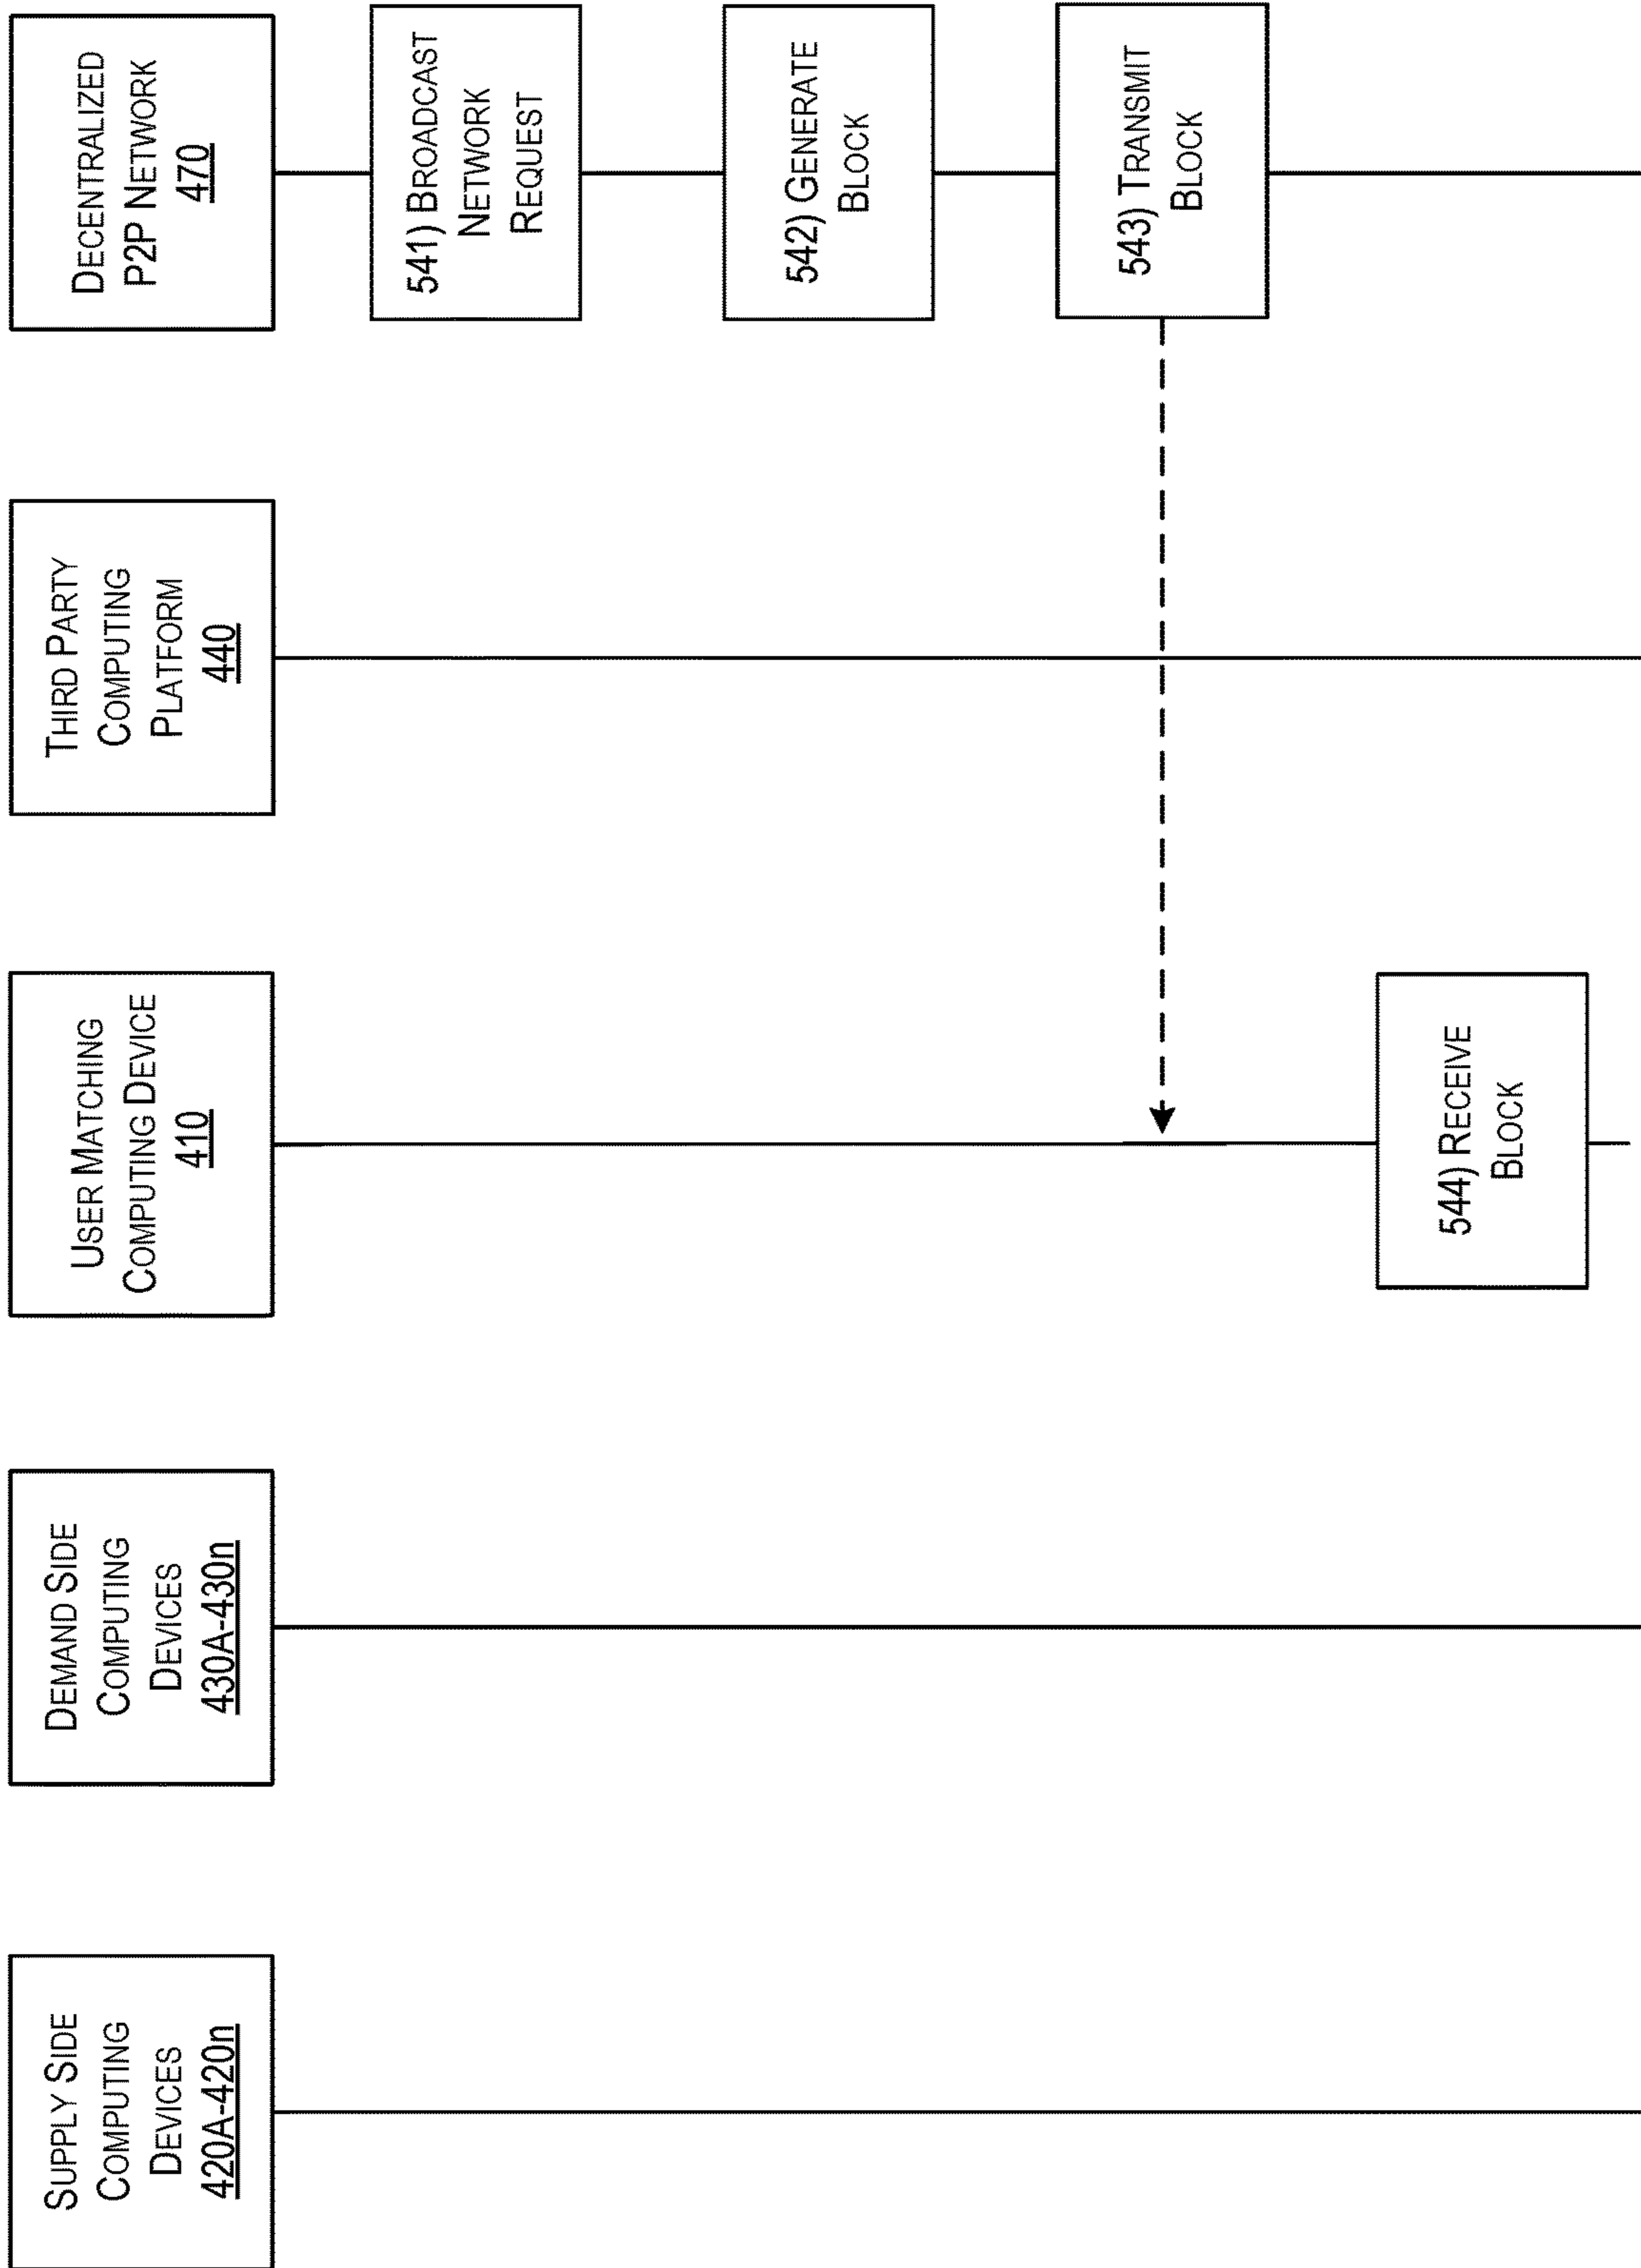 SUPPLY SIDE
COMPUTING
DEVICES
420A-420n
DEMAND SIDE
COMPUTING
DEVICES
430A-430n
USER MATCHING
COMPUTING DEVICE
410
THIRD PARTY
COMPUTING
PLATFORM
440
DECENTRALIZED
P2P NETWORK
470
541) BROADCAST
NETWORK
REQUEST
542) GENERATE
BLOCK
543) TRANSMIT
BLOCK
544) RECEIVE
BLOCK